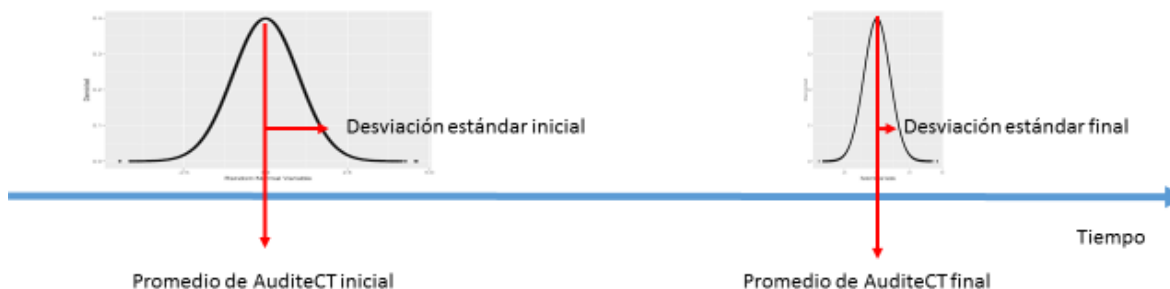 Desviación estándar inicial
Desviación estándar final
Tiempo
Promedio de AuditeCT inicial
Promedio de AuditeCT final